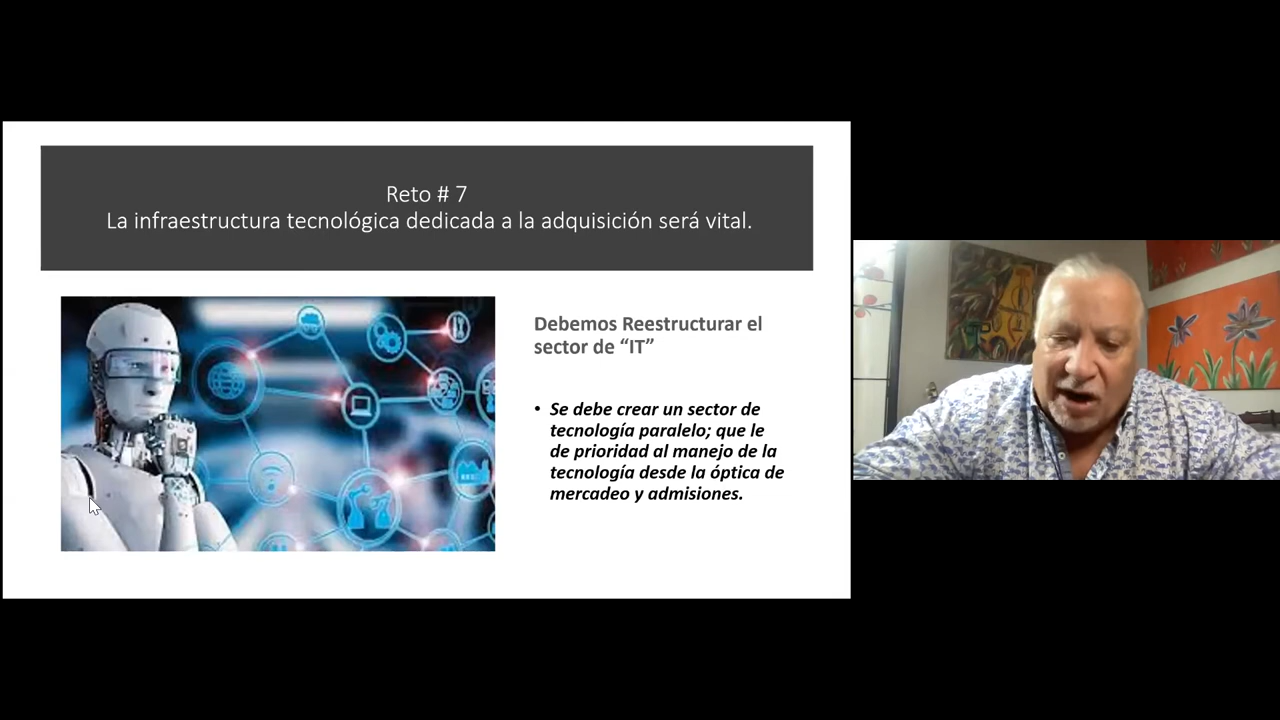 Reto # 7
La infraestructura tecnológica dedicada a la adquisición será vital.
Debemos Reestructurar el
sector de “IT”
• Se debe crear un sector de
tecnología paralelo; que le
de prioridad al manejo de la
tecnología desde la óptica de
mercadeo y admisiones.